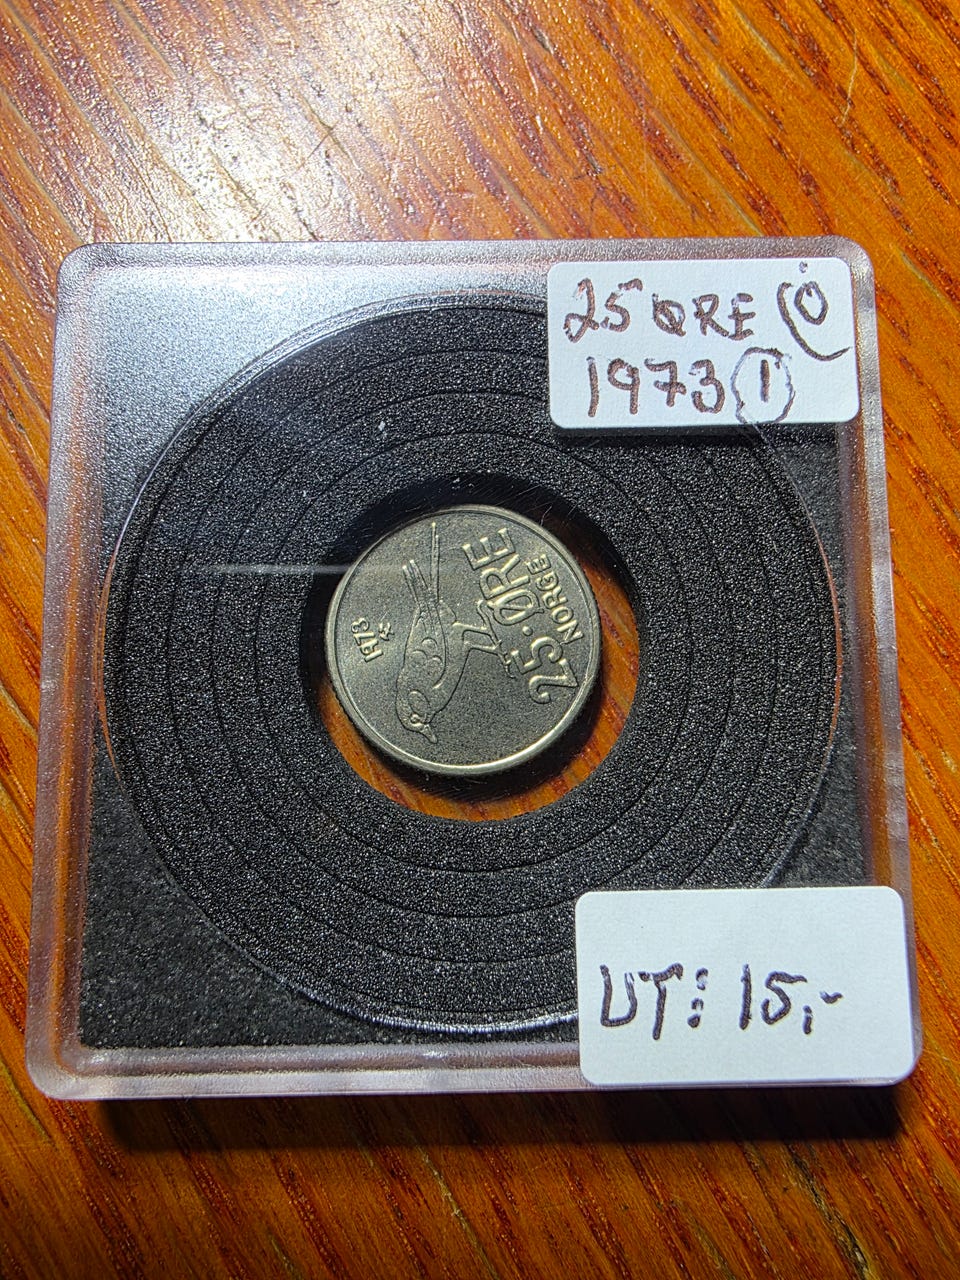 25 ØRE 0
1973 1
1973
25·ØRE
NORGE
UT: 15,-